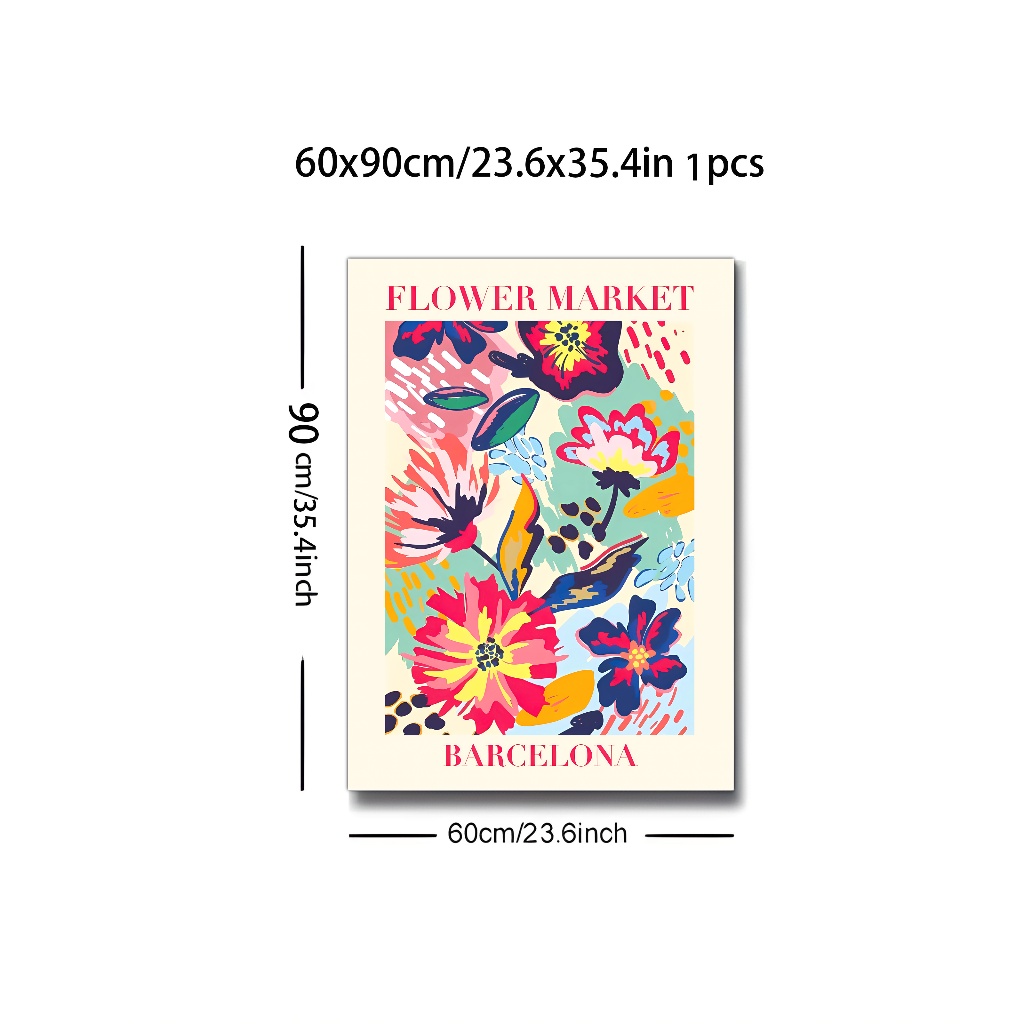 60x90cm/23.6x35.4in 1pcs
FLOWER MARKET
90 cm/35.4inch
BARCELONA
60cm/23.6inch